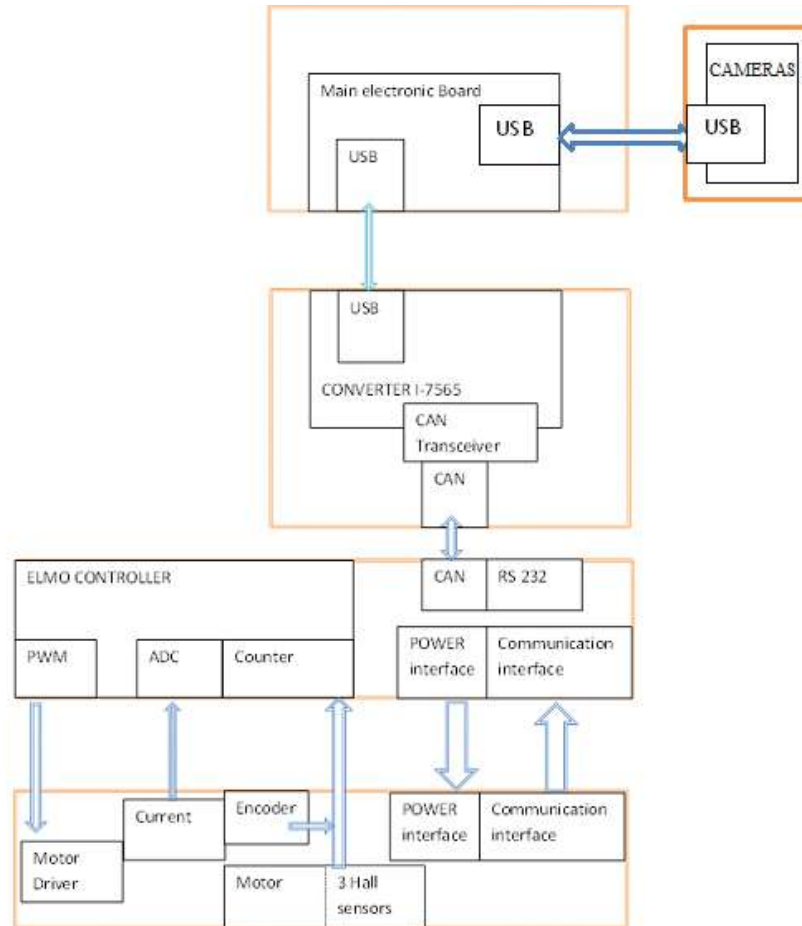 CAMERAS
Main electronic Board
USB
USB
USB
USB
CONVERTER I-7565
CAN
Transceiver
CAN
ELMO CONTROLLER
CAN
RS 232
PWM
ADC
Counter
POWER
interface
Communication
interface
Current
Encoder
POWER
interface
Communication
interface
Motor
Driver
Motor
3 Hall
sensors